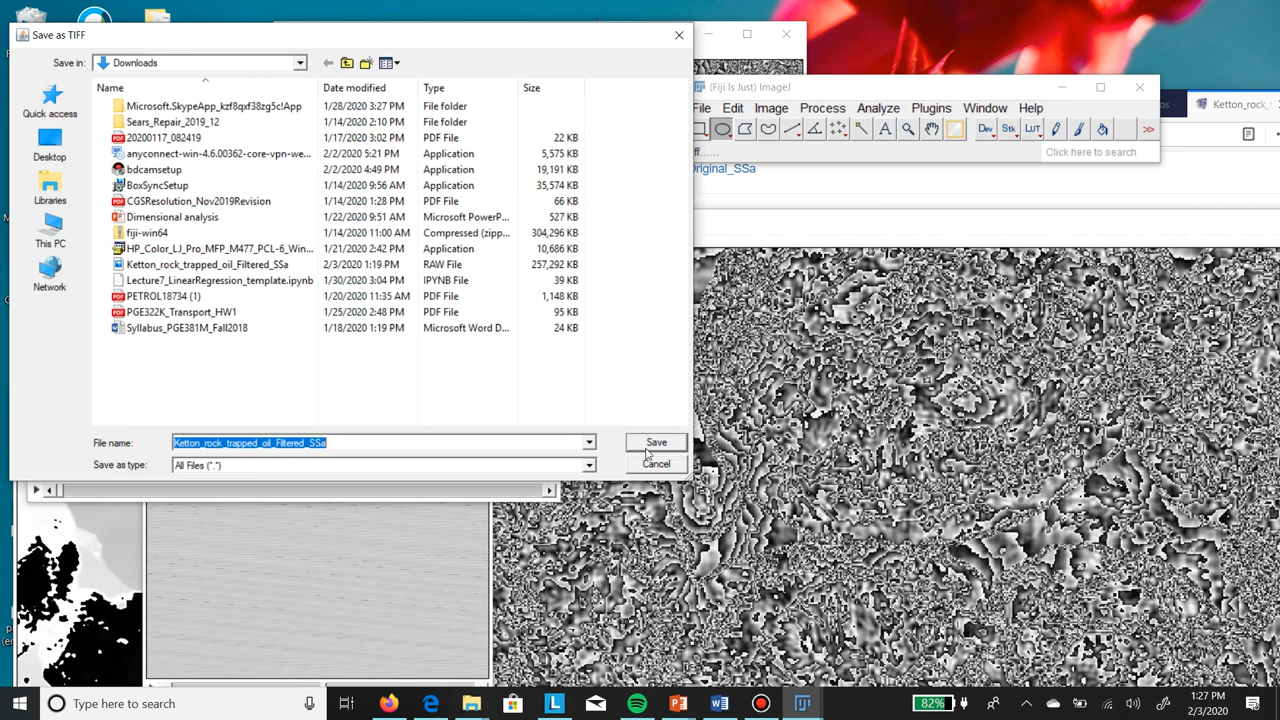 Save as TIFF
Save in: Downloads
Name Date modified Type Size
Microsoft.SkypeApp_kzf8qxf38zg5c!App 1/28/2020 3:27 PM File folder
Sears_Repair_2019_12 1/14/2020 2:10 PM File folder
20200117_082419 1/17/2020 3:02 PM PDF File 22 KB
anyconnect-win-4.6.00362-core-vpn-we... 2/2/2020 5:21 PM Application 5,575 KB
bdcamsetup 2/2/2020 4:49 PM Application 19,191 KB
BoxSyncSetup 1/14/2020 9:56 AM Application 35,574 KB
CGSResolution_Nov2019Revision 1/14/2020 1:28 PM PDF File 66 KB
Dimensional analysis 1/22/2020 9:51 AM Microsoft PowerP... 527 KB
fiji-win64 1/14/2020 11:00 AM Compressed (zipp... 304,296 KB
HP_Color_LJ_Pro_MFP_M477_PCL-6_Win... 1/21/2020 2:42 PM Application 10,686 KB
Ketton_rock_trapped_oil_Filtered_SSa 2/3/2020 1:19 PM RAW File 257,292 KB
Lecture7_LinearRegression_template.ipynb 1/30/2020 3:04 PM IPYNB File 39 KB
PETROL18734 (1) 1/20/2020 11:35 AM PDF File 1,148 KB
PGE322K_Transport_HW1 1/25/2020 2:48 PM PDF File 95 KB
Syllabus_PGE381M_Fall2018 1/18/2020 1:19 PM Microsoft Word D... 24 KB
Quick access
Desktop
Libraries
This PC
Network
File name: Ketton_rock_trapped_oil_Filtered_SSa Save
Save as type: All Files (*.*) Cancel
(Fiji Is Just) ImageJ
File Edit Image Process Analyze Plugins Window Help
Dev Stk LUT >>
ff...... Click here to search
Original_SSa
Ketton_rock_
Type here to search
82%
1:27 PM
2/3/2020